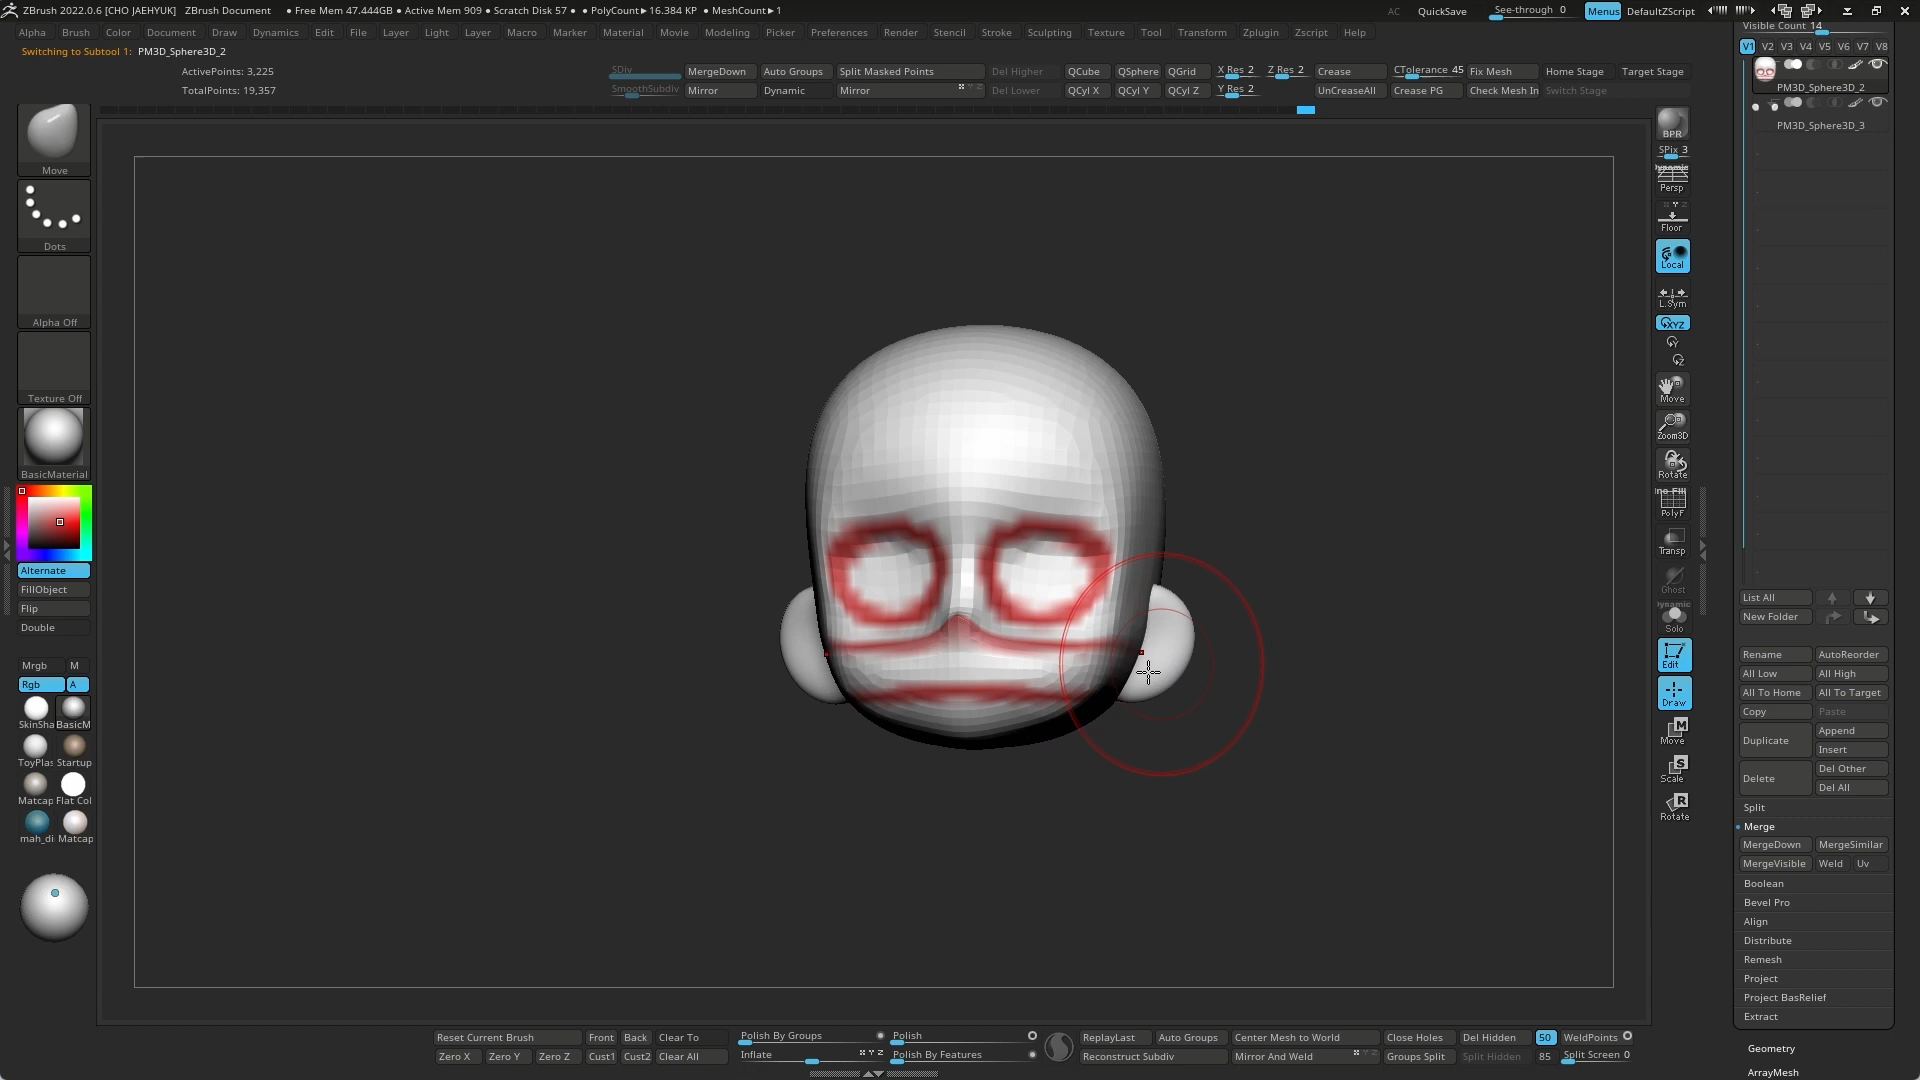 ZBrush 2022.0.6 [CHO JAEHYUK] ZBrush Document • Free Mem 47.444GB • Active Mem 909 • Scratch Disk 57 • • PolyCount▶ 16.384 KP • MeshCount▶ 1 AC QuickSave See-through 0 Menus DefaultZScript
Alpha Brush Color Document Draw Dynamics Edit File Layer Light Layer Macro Marker Material Movie Modeling Picker Preferences Render Stencil Stroke Sculpting Texture Tool Transform Zplugin Zscript Help
Visible Count 14
V1 V2 V3 V4 V5 V6 V7 V8
Switching to Subtool 1: PM3D_Sphere3D_2
ActivePoints: 3,225
TotalPoints: 19,357
SDiv MergeDown Auto Groups Split Masked Points Del Higher QCube QSphere QGrid X Res 2 Z Res 2 Crease CTolerance 45 Fix Mesh Home Stage Target Stage
SmoothSubdiv Mirror Dynamic Mirror Del Lower QCyl X QCyl Y QCyl Z Y Res 2 UnCreaseAll Crease PG Check Mesh In Switch Stage
PM3D_Sphere3D_2
PM3D_Sphere3D_3
Move
Dots
Alpha Off
Texture Off
BasicMaterial
Alternate
FillObject
Flip
Double
Mrgb M
Rgb A
SkinSha BasicM
ToyPlas Startup
Matcap Flat Col
mah_di Matcap
BPR
SPix 3
Dynamic
Persp
Floor
Local
L.Sym
XYZ
Y
Z
Move
Zoom3D
Rotate
PolyF
Transp
Ghost
Dynamic
Solo
Edit
Draw
M
Move
S
Scale
R
Rotate
List All
New Folder
Rename AutoReorder
All Low All High
All To Home All To Target
Copy Paste
Duplicate Append
Insert
Delete Del Other
Del All
Split
Merge
MergeDown MergeSimilar
MergeVisible Weld Uv
Boolean
Bevel Pro
Align
Distribute
Remesh
Project
Project BasRelief
Extract
Geometry
ArrayMesh
Reset Current Brush Front Back Clear To Polish By Groups Polish ReplayLast Auto Groups Center Mesh to World Close Holes Del Hidden 50 WeldPoints
Zero X Zero Y Zero Z Cust1 Cust2 Clear All Inflate X Y Z Polish By Features Reconstruct Subdiv Mirror And Weld Groups Split Split Hidden 85 Split Screen 0